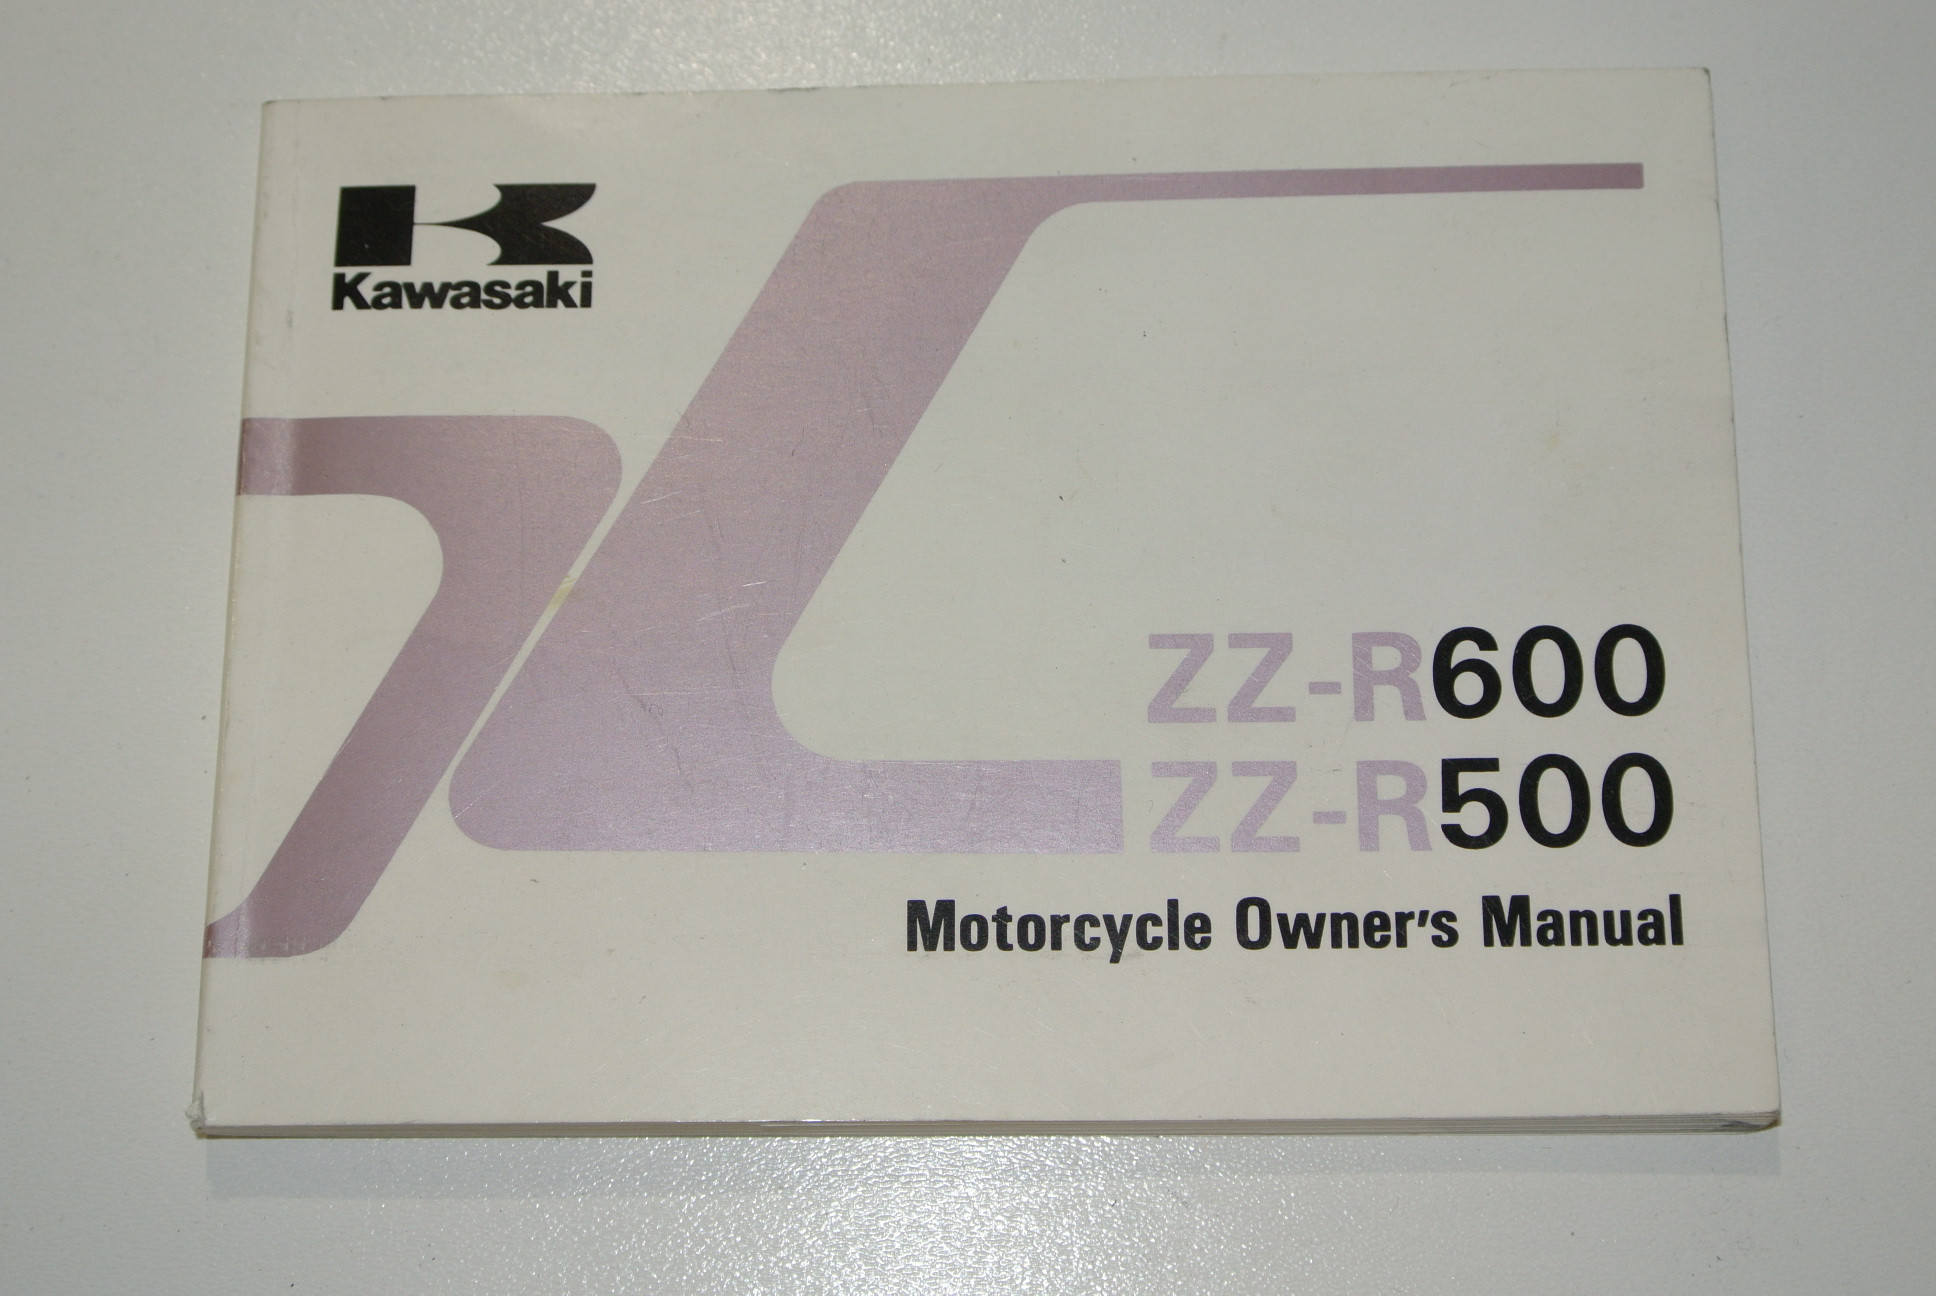 Kawasaki
ZZ-R600
ZZ-R500
Motorcycle Owner's Manual